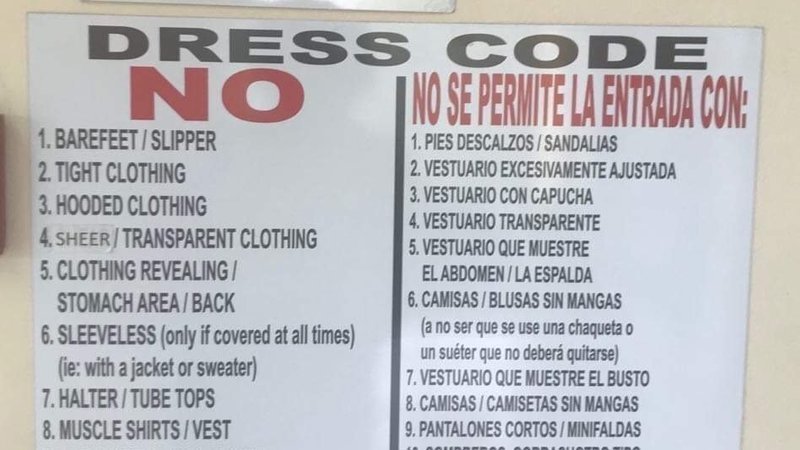 DRESS CODE
NO
1. BAREFEET / SLIPPER
2. TIGHT CLOTHING
3. HOODED CLOTHING
4. SHEER / TRANSPARENT CLOTHING
5. CLOTHING REVEALING /
STOMACH AREA / BACK
6. SLEEVELESS (only if covered at all times)
(ie: with a jacket or sweater)
7. HALTER / TUBE TOPS
8. MUSCLE SHIRTS / VEST
NO SE PERMITE LA ENTRADA CON:
1. PIES DESCALZOS / SANDALIAS
2. VESTUARIO EXCESIVAMENTE AJUSTADA
3. VESTUARIO CON CAPUCHA
4. VESTUARIO TRANSPARENTE
5. VESTUARIO QUE MUESTRE
EL ABDOMEN / LA ESPALDA
6. CAMISAS / BLUSAS SIN MANGAS
(a no ser que se use una chaqueta o
un suéter que no deberá quitarse)
7. VESTUARIO QUE MUESTRE EL BUSTO
8. CAMISAS / CAMISETAS SIN MANGAS
9. PANTALONES CORTOS / MINIFALDAS